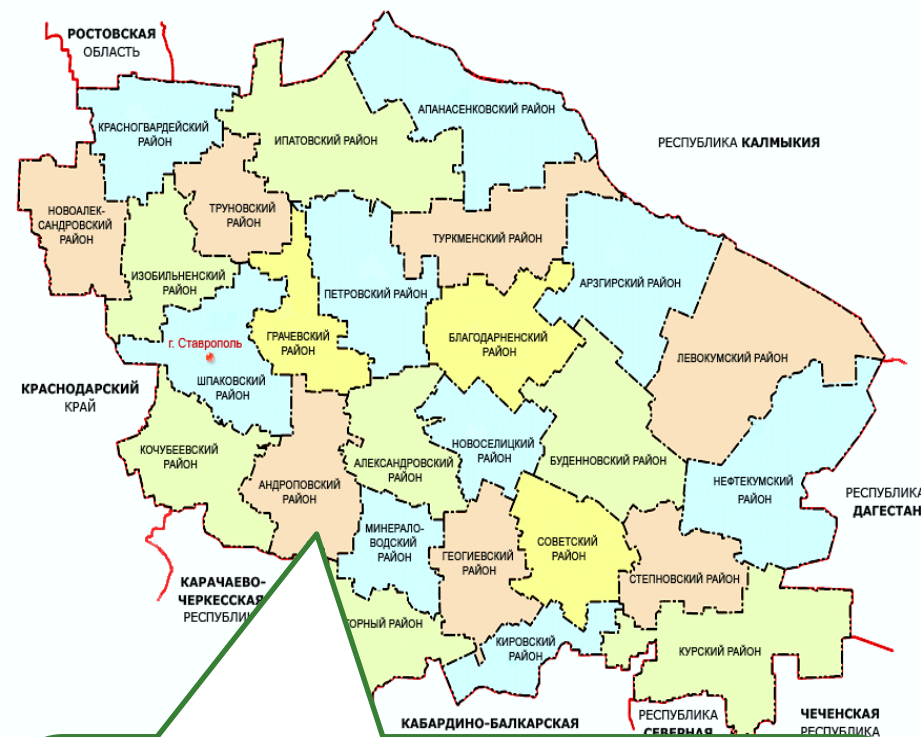 РОСТОВСКАЯ
ОБЛАСТЬ
АПАНАСЕНКОВСКИЙ РАЙОН
КРАСНОГВАРДЕЙСКИЙ
РАЙОН
ИПАТОВСКИЙ РАЙОН
РЕСПУБЛИКА КАЛМЫКИЯ
НОВОАЛЕК-
САНДРОВСКИЙ
РАЙОН
ТРУНОВСКИЙ
РАЙОН
ТУРКМЕНСКИЙ РАЙОН
ИЗОБИЛЬНЕНСКИЙ
РАЙОН
ПЕТРОВСКИЙ РАЙОН
АРЗГИРСКИЙ РАЙОН
г. Ставрополь
ГРАЧЕВСКИЙ
РАЙОН
БЛАГОДАРНЕНСКИЙ
РАЙОН
ЛЕВОКУМСКИЙ РАЙОН
ШПАКОВСКИЙ
РАЙОН
КРАСНОДАРСКИЙ
КРАЙ
КОЧУБЕЕВСКИЙ
РАЙОН
АНДРОПОВСКИЙ
РАЙОН
АЛЕКСАНДРОВСКИЙ
РАЙОН
НОВОСЕЛИЦКИЙ
РАЙОН
БУДЕННОВСКИЙ РАЙОН
НЕФТЕКУМСКИЙ
РАЙОН
РЕСПУБЛИКА
ДАГЕСТАН
МИНЕРАЛО-
ВОДСКИЙ
РАЙОН
ГЕОГИЕВСКИЙ
РАЙОН
СОВЕТСКИЙ
РАЙОН
СТЕПНОВСКИЙ РАЙОН
КАРАЧАЕВО-
ЧЕРКЕССКАЯ
РЕСПУБЛИ
ГОРНЫЙ РАЙОН
КИРОВСКИЙ
РАЙОН
КУРСКИЙ РАЙОН
КАБАРДИНО-БАЛКАРСКАЯ
РЕСПУБЛИКА
СЕВЕРНАЯ
ЧЕЧЕНСКАЯ
РЕСПУБЛИКА